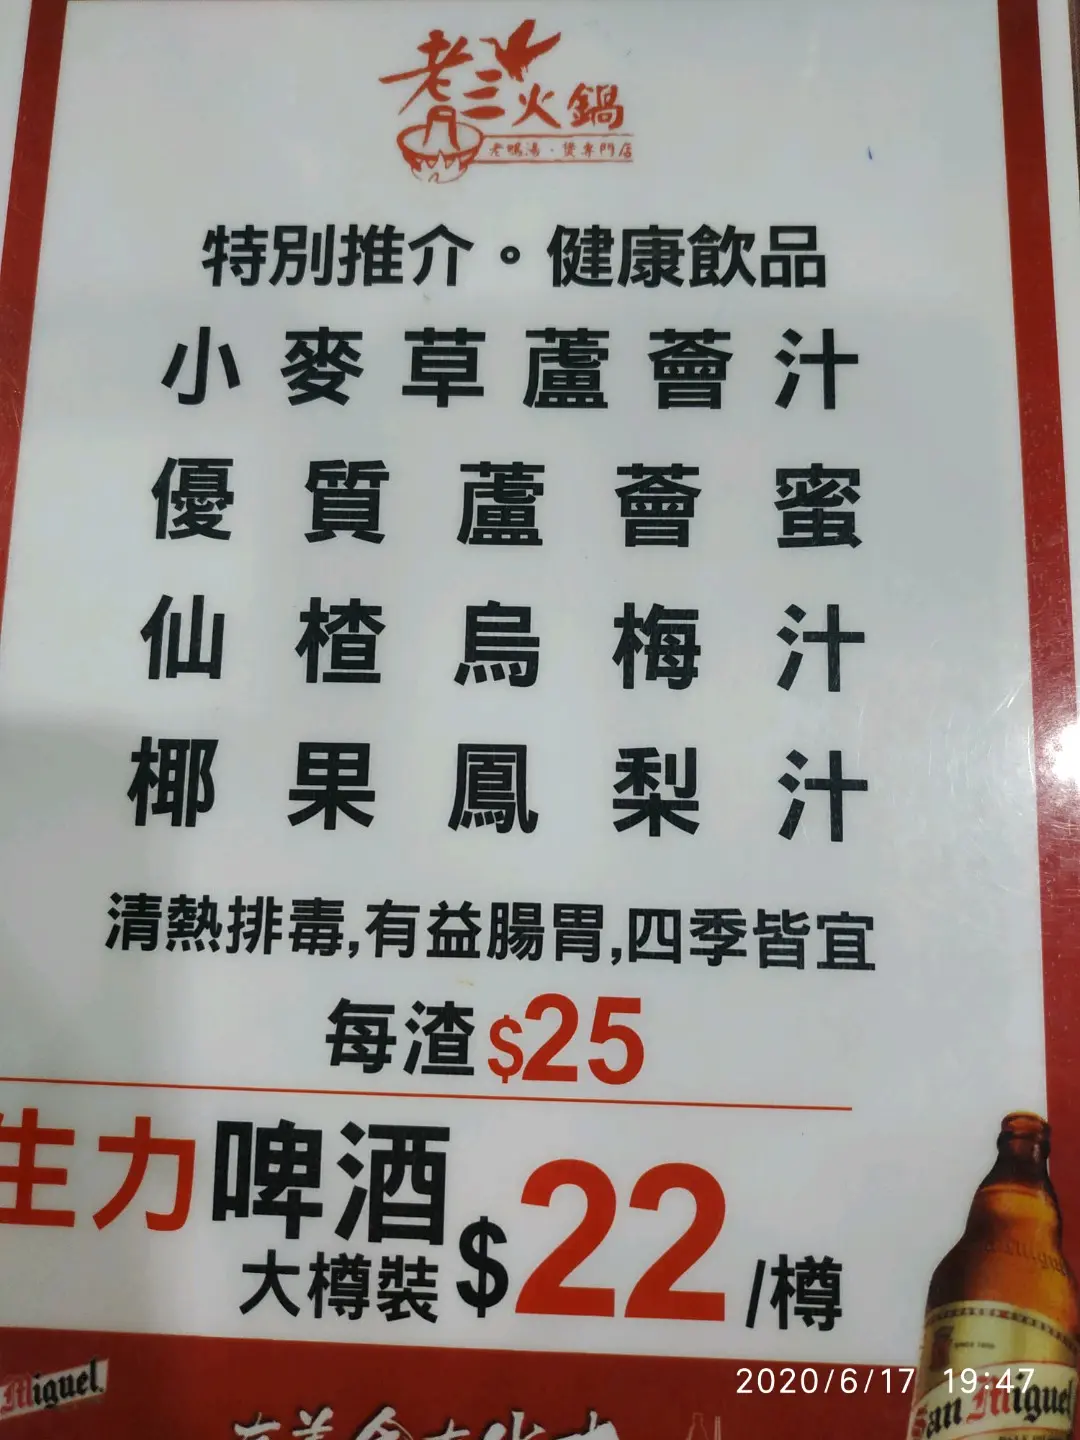 老三火鍋
老鴨湯·煲專門店
特別推介。健康飲品
小麥草蘆薈汁
優質蘆薈蜜
仙楂烏梅汁
椰果鳳梨汁
清熱排毒,有益腸胃,四季皆宜
每渣$25
生力啤酒
大樽裝$22/樽
Miguel.
San Miguel
2020/6/17 19:47